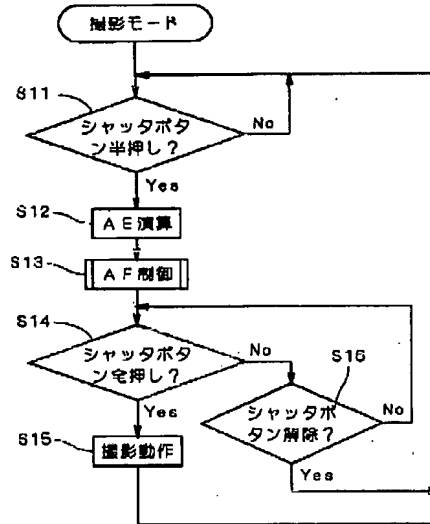 撮影モード
S11
シャッタボタ
ン半押し？
No
Yes
S12
AE演算
S13
AF制御
S14
シャッタボタ
ン全押し？
No
Yes
S16
シャッタボ
タン解除？
No
Yes
S15
撮影動作